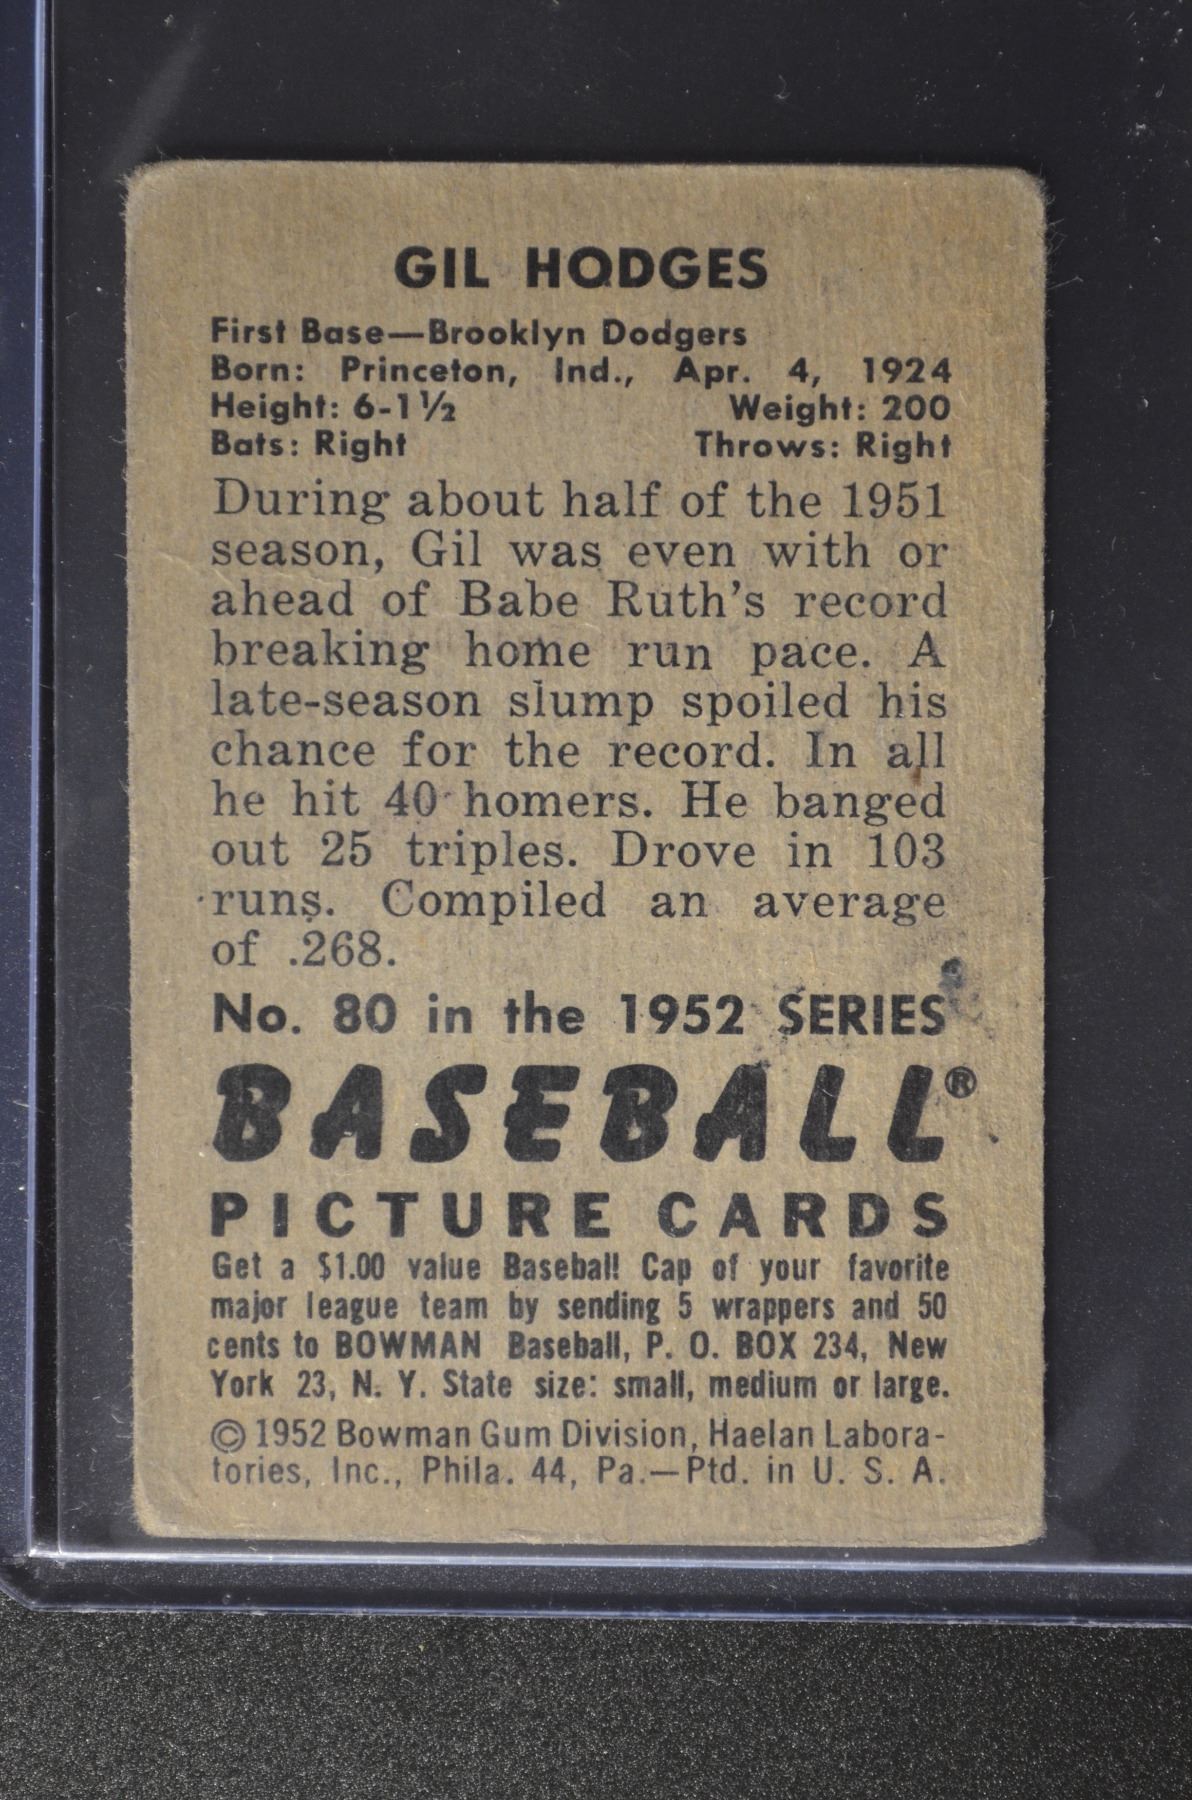 GIL HODGES
First Base—Brooklyn Dodgers
Born: Princeton, Ind., Apr. 4, 1924
Height: 6-1½ Weight: 200
Bats: Right Throws: Right
During about half of the 1951
season, Gil was even with or
ahead of Babe Ruth's record
breaking home run pace. A
late-season slump spoiled his
chance for the record. In all
he hit 40 homers. He banged
out 25 triples. Drove in 103
runs. Compiled an average
of .268.
No. 80 in the 1952 SERIES
BASEBALL®
PICTURE CARDS
Get a $1.00 value Baseball Cap of your favorite
major league team by sending 5 wrappers and 50
cents to BOWMAN Baseball, P. O. BOX 234, New
York 23, N. Y. State size: small, medium or large.
© 1952 Bowman Gum Division, Haelan Labora-
tories, Inc., Phila. 44, Pa.—Ptd. in U. S. A.